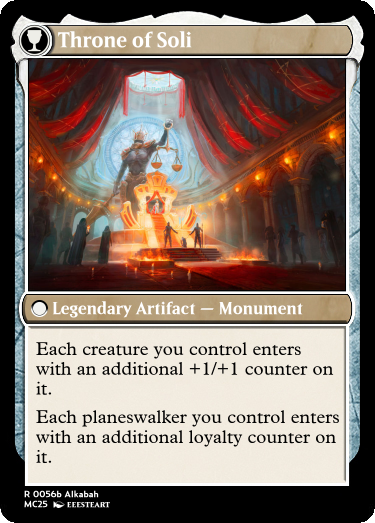 Throne of Soli
Legendary Artifact — Monument
Each creature you control enters
with an additional +1/+1 counter on
it.
Each planeswalker you control enters
with an additional loyalty counter on
it.
R 0056b Alkabah
MC25 EEESTEART